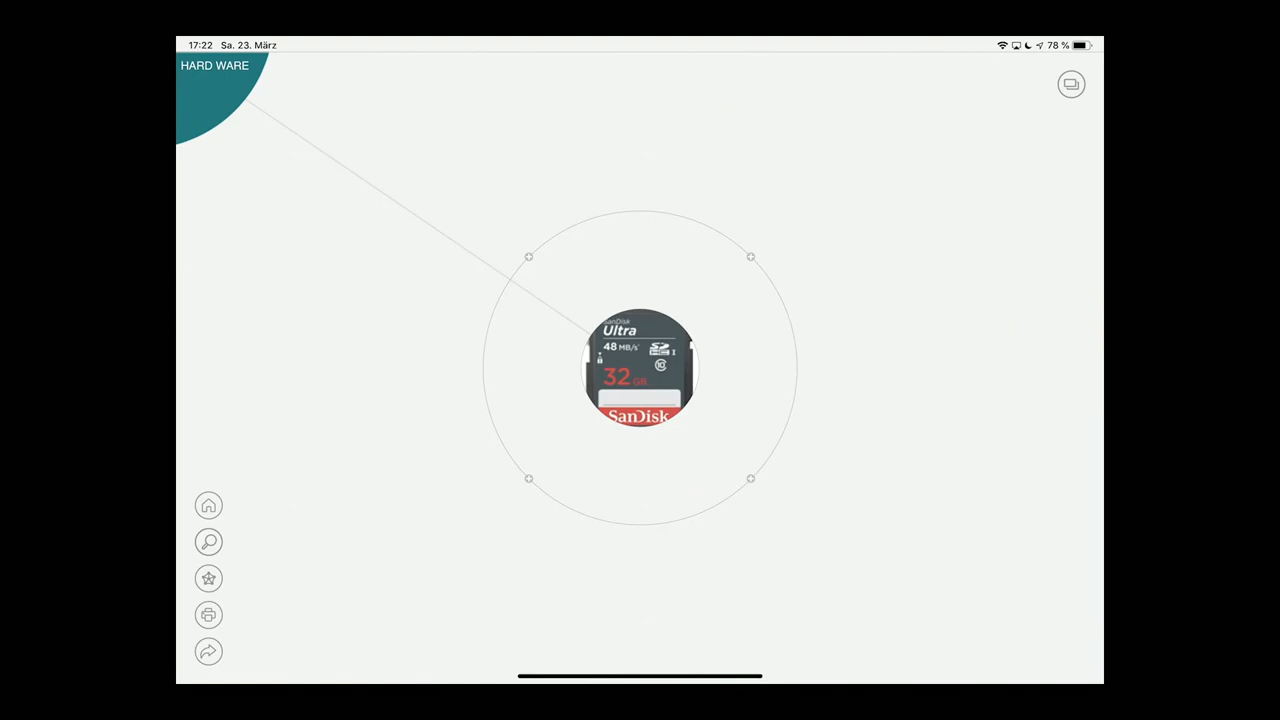 17:22 Sa. 23. März
78 %
HARD WARE
SanDisk
Ultra
48 MB/s
32 GB
SanDisk